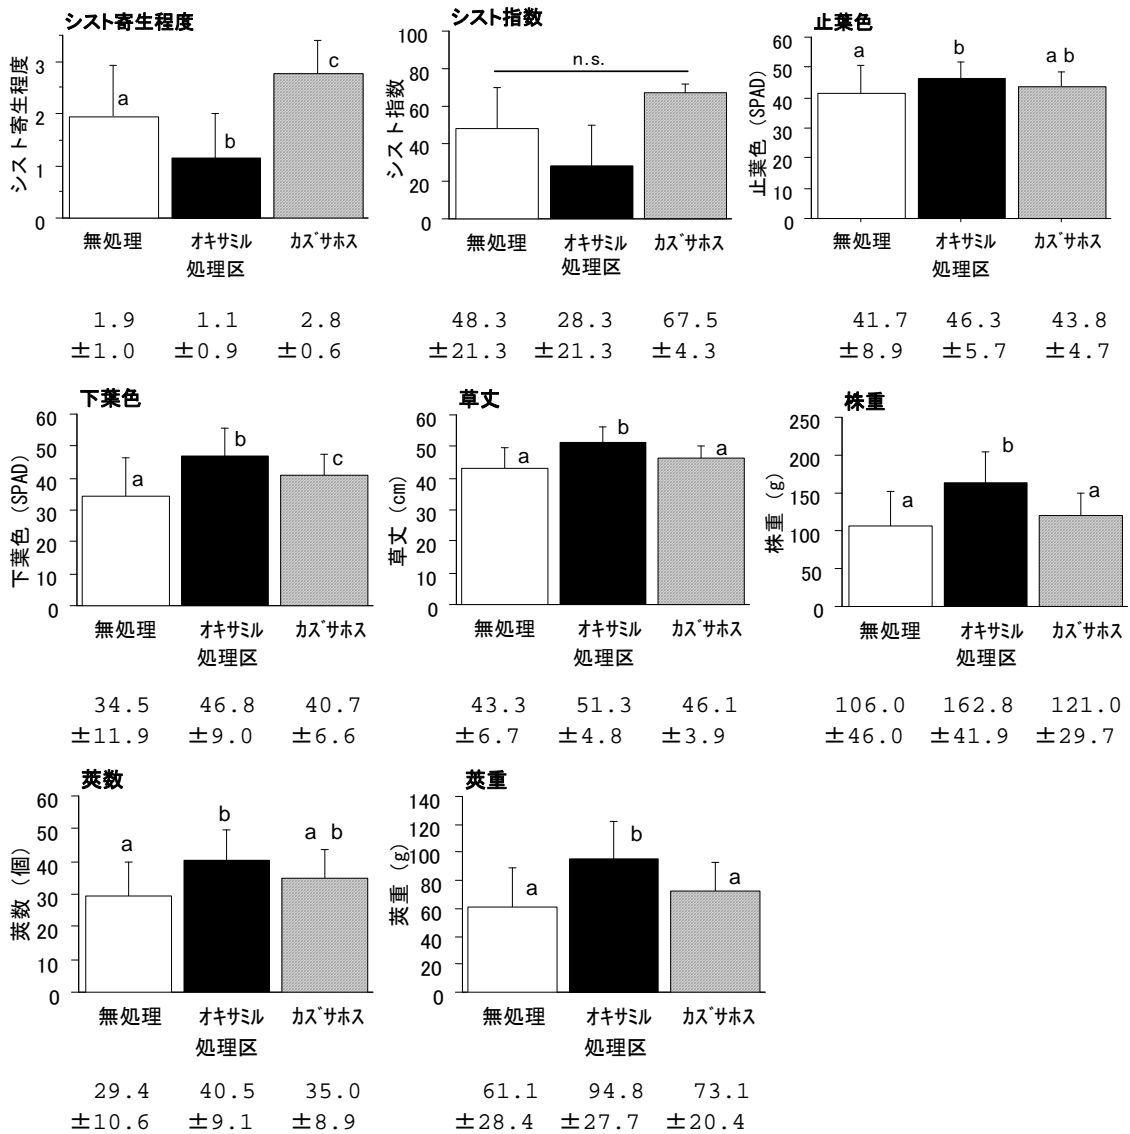 シスト寄生程度
シスト寄生程度
3
2
1
0
a
b
c
無処理
オキサミル
カズサホス
処理区
1.9 1.1 2.8
±1.0 ±0.9 ±0.6
シスト指数
シスト指数
100
80
60
40
20
0
n.s.
無処理
オキサミル
カズサホス
処理区
48.3 28.3 67.5
±21.3 ±21.3 ±4.3
止葉色
止葉色 (SPAD)
60
50
40
30
20
10
0
a
b
a b
無処理
オキサミル
カズサホス
処理区
41.7 46.3 43.8
±8.9 ±5.7 ±4.7
下葉色
下葉色 (SPAD)
60
50
40
30
20
10
0
a
b
c
無処理
オキサミル
カズサホス
処理区
34.5 46.8 40.7
±11.9 ±9.0 ±6.6
草丈
草丈 (cm)
60
50
40
30
20
10
0
a
b
a
無処理
オキサミル
カズサホス
処理区
43.3 51.3 46.1
±6.7 ±4.8 ±3.9
株重
株重 (g)
250
200
150
100
50
0
a
b
a
無処理
オキサミル
カズサホス
処理区
106.0 162.8 121.0
±46.0 ±41.9 ±29.7
莢数
莢数 (個)
60
50
40
30
20
10
0
a
b
a b
無処理
オキサミル
カズサホス
処理区
29.4 40.5 35.0
±10.6 ±9.1 ±8.9
莢重
莢重 (g)
140
120
100
80
60
40
20
0
a
b
a
無処理
オキサミル
カズサホス
処理区
61.1 94.8 73.1
±28.4 ±27.7 ±20.4